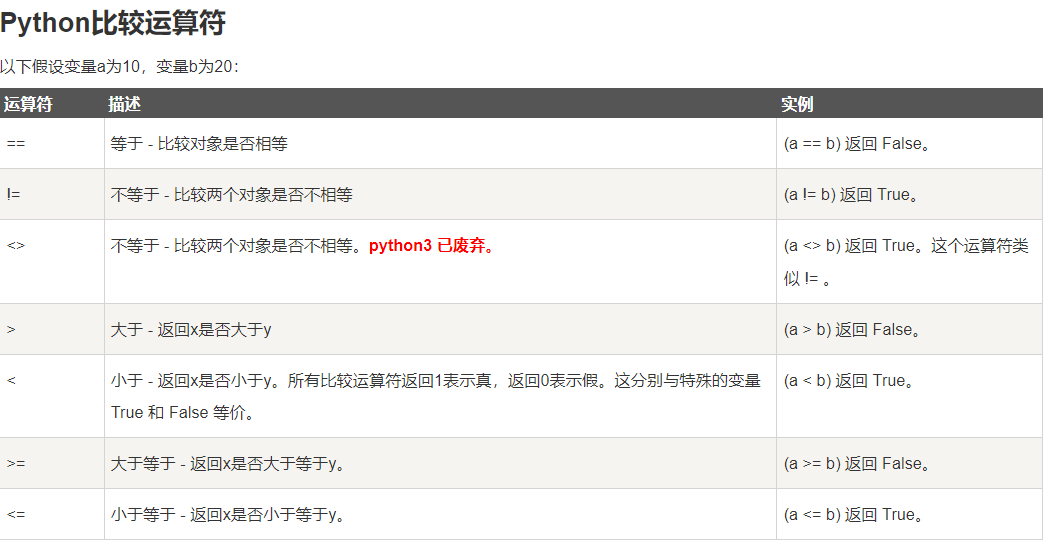 Python比较运算符
以下假设变量a为10，变量b为20：
运算符 描述 实例
== 等于 - 比较对象是否相等 (a == b) 返回 False。
!= 不等于 - 比较两个对象是否不相等 (a != b) 返回 True。
<> 不等于 - 比较两个对象是否不相等。python3 已废弃。 (a <> b) 返回 True。这个运算符类
似 != 。
> 大于 - 返回x是否大于y (a > b) 返回 False。
< 小于 - 返回x是否小于y。所有比较运算符返回1表示真，返回0表示假。这分别与特殊的变量 (a < b) 返回 True。
True 和 False 等价。
>= 大于等于 - 返回x是否大于等于y。 (a >= b) 返回 False。
<= 小于等于 - 返回x是否小于等于y。 (a <= b) 返回 True。